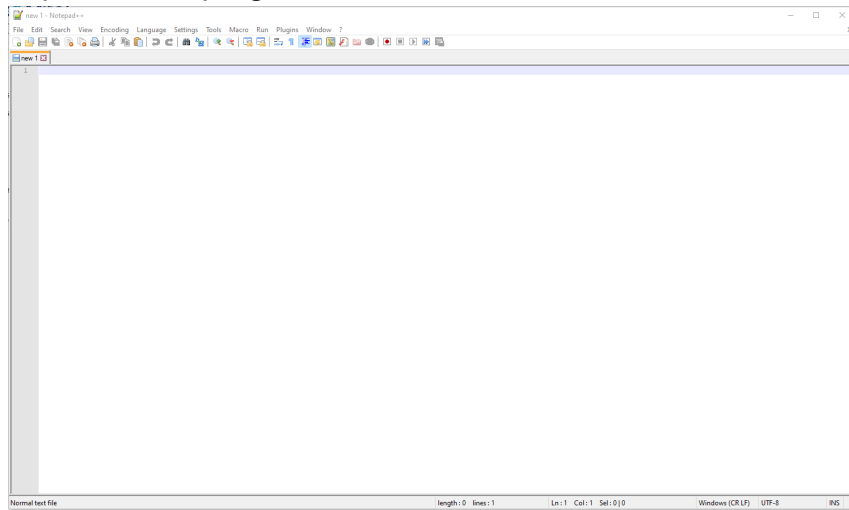 new 1 - Notepad++
File Edit Search View Encoding Language Settings Tools Macro Run Plugins Window ?
new 1
1
Normal text file length : 0 lines : 1 Ln : 1 Col : 1 Sel : 0 | 0 Windows (CR LF) UTF-8 INS